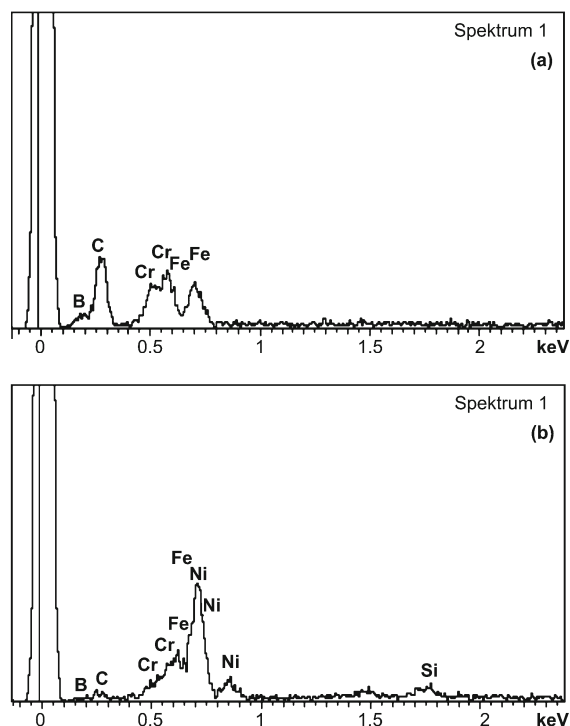 Spektrum 1
(a)
C
Cr
Fe
Fe
Cr
B
0 0.5 1 1.5 2 keV
Spektrum 1
(b)
Fe
Ni
Ni
Fe
Cr
Cr
Ni
Si
B
C
0 0.5 1 1.5 2 keV